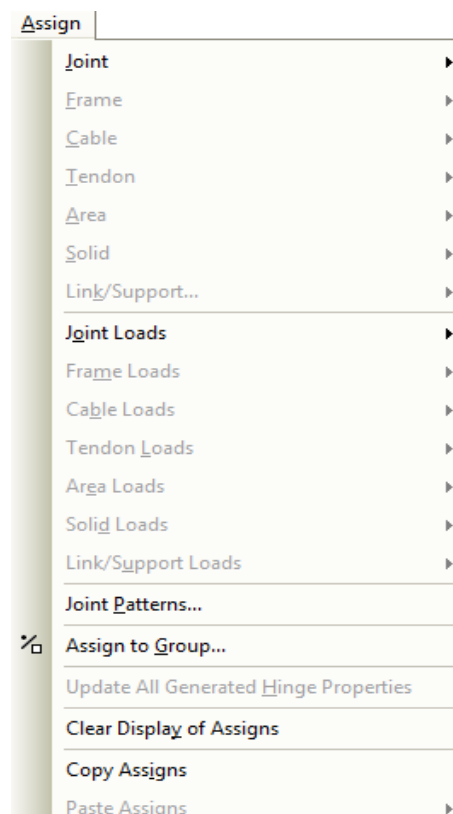 Assign
Joint
Frame
Cable
Tendon
Area
Solid
Link/Support...
Joint Loads
Frame Loads
Cable Loads
Tendon Loads
Area Loads
Solid Loads
Link/Support Loads
Joint Patterns...
Assign to Group...
Update All Generated Hinge Properties
Clear Display of Assigns
Copy Assigns
Paste Assigns